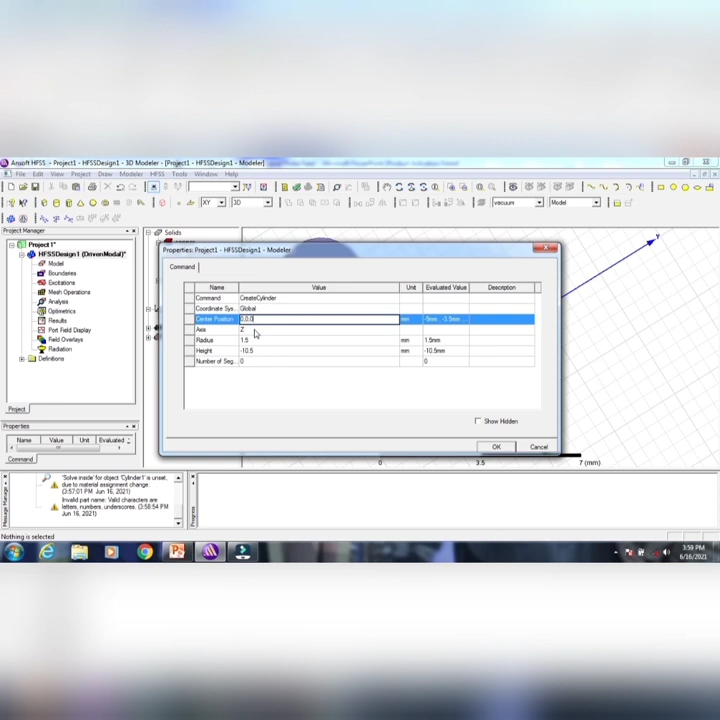 Ansoft HFSS - Project1 - HFSSDesign1 - 3D Modeler - [Project1 - HFSSDesign1 - Modeler]
File Edit View Project Draw Modeler HFSS Tools Window Help
XY 3D vacuum Model
Project Manager
Project1*
HFSSDesign1 (DrivenModal)*
Model
Boundaries
Excitations
Mesh Operations
Analysis
Optimetrics
Results
Port Field Display
Field Overlays
Radiation
Definitions
Project
Properties
Name Value Unit Evaluated
Command
Solids
Y
Properties: Project1 - HFSSDesign1 - Modeler
Command
Name Value Unit Evaluated Value Description
Command CreateCylinder
Coordinate Sys... Global
Center Position 0,0.0 mm -5mm , -3.5mm ...
Axis Z
Radius 1.5 mm 1.5mm
Height -10.5 mm -10.5mm
Number of Seg... 0 0
Show Hidden
OK Cancel
0 3.5 7 (mm)
Message Manager
'Solve inside' for object 'Cylinder1' is unset,
due to material assignment change.
(3:57:01 PM Jun 16, 2021)
Invalid part name: Valid characters are
letters, numbers, underscores. (3:58:54 PM
Jun 16, 2021)
Progress
Nothing is selected
3:59 PM
6/16/2021